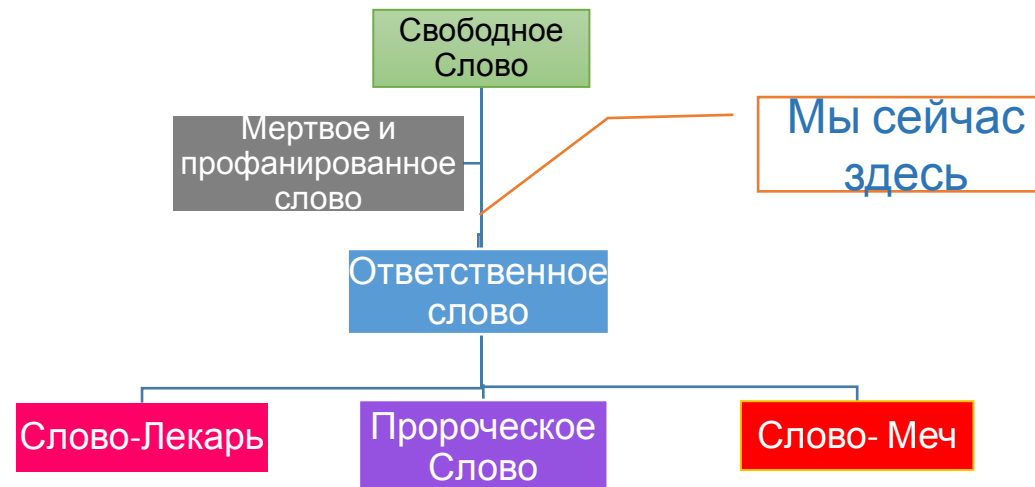 Свободное
Слово
Мертвое и
профанированное
слово
Мы сейчас
здесь
Ответственное
слово
Слово-Лекарь
Пророческое
Слово
Слово- Меч